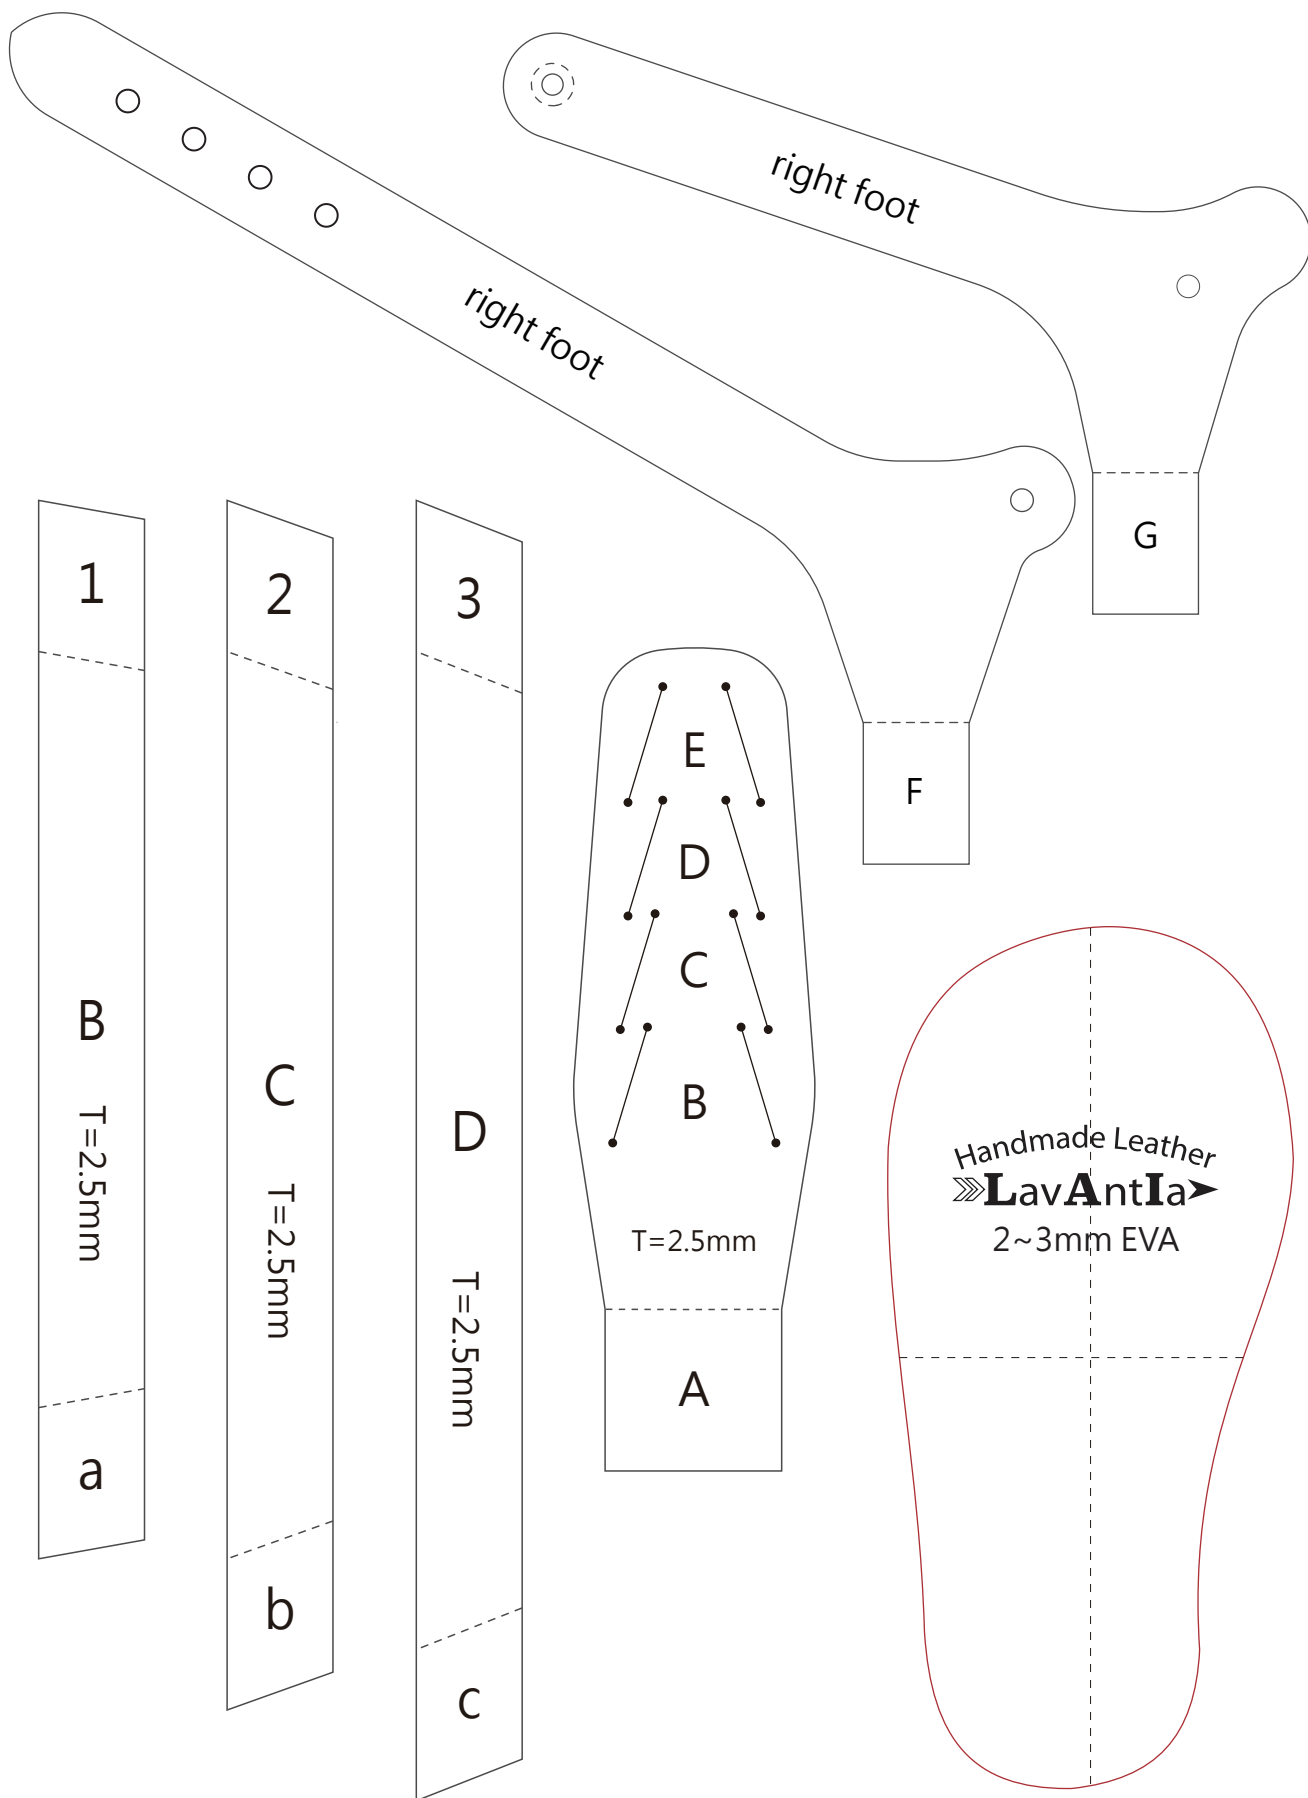 right foot
right foot
G
F
1
B
T=2.5mm
a
2
C
T=2.5mm
b
3
D
T=2.5mm
c
E
D
C
B
T=2.5mm
A
Handmade Leather
LavAntIa
2~3mm EVA